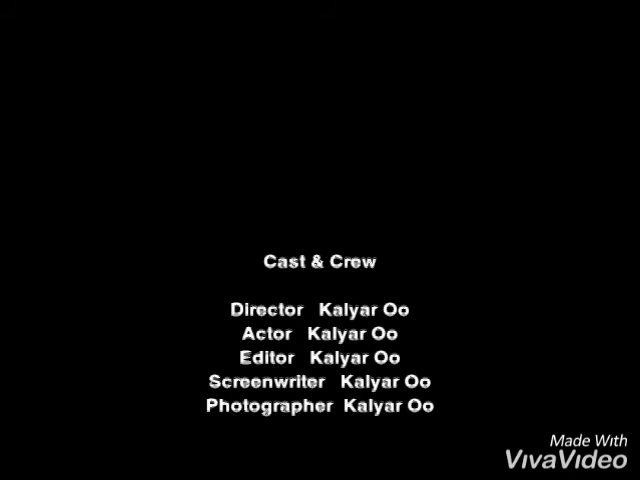 Cast & Crew
Director Kalyar Oo
Actor Kalyar Oo
Editor Kalyar Oo
Screenwriter Kalyar Oo
Photographer Kalyar Oo
Made With
VivaVideo